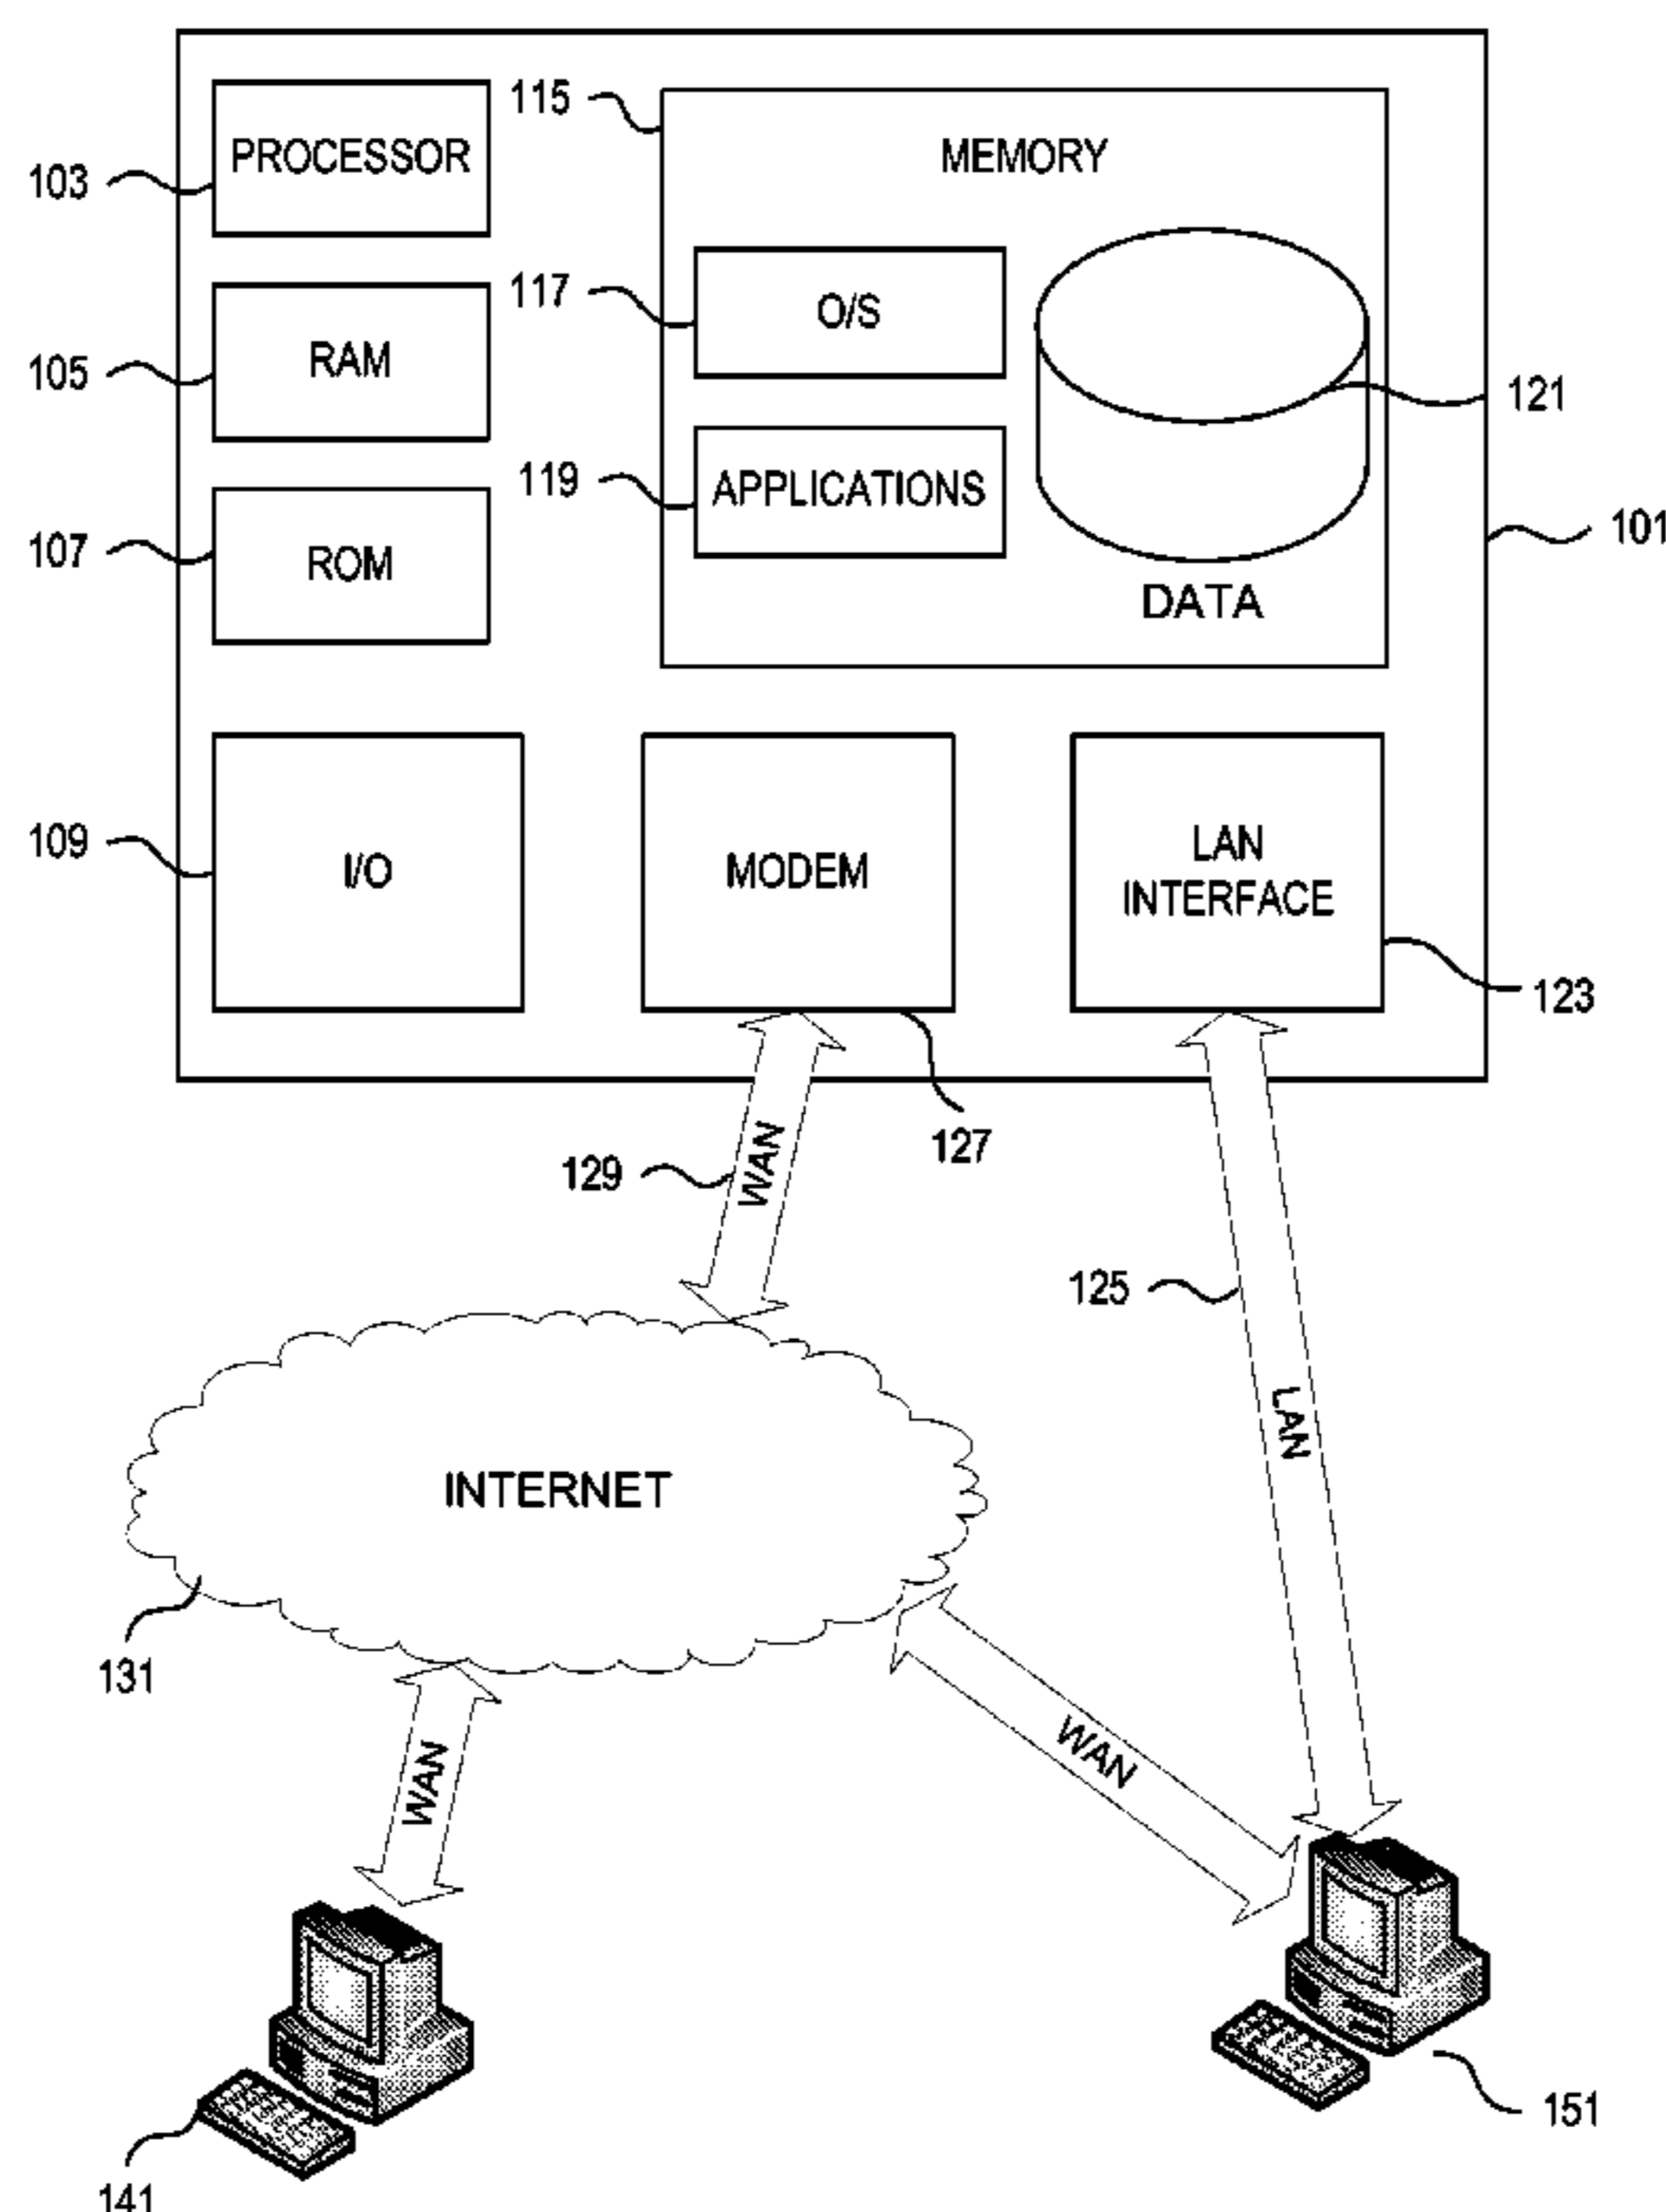 115
PROCESSOR
MEMORY
103
117
O/S
RAM
105
121
119
APPLICATIONS
101
107
ROM
DATA
109
I/O
MODEM
LAN
INTERFACE
123
127
129
WAN
125
LAN
INTERNET
131
WAN
WAN
151
141